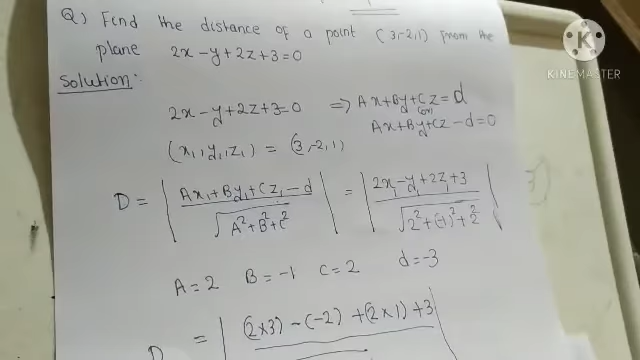 Q) Find the distance of a point (3,-2,1) from the
plane 2x-y+2z+3=0
KINEMASTER
Solution:
2x-y+2z+3=0 => Ax+By+Cz=d
(or)
Ax+By+Cz-d=0
(x₁,y₁,z₁) = (3,-2,1)
D = | Ax₁+By₁+Cz₁-d / √A²+B²+C² | = | 2x₁-y₁+2z₁+3 / √2²+(-1)²+2² |
A=2 B=-1 C=2 d=-3
D = | (2×3)-(-2)+(2×1)+3 |